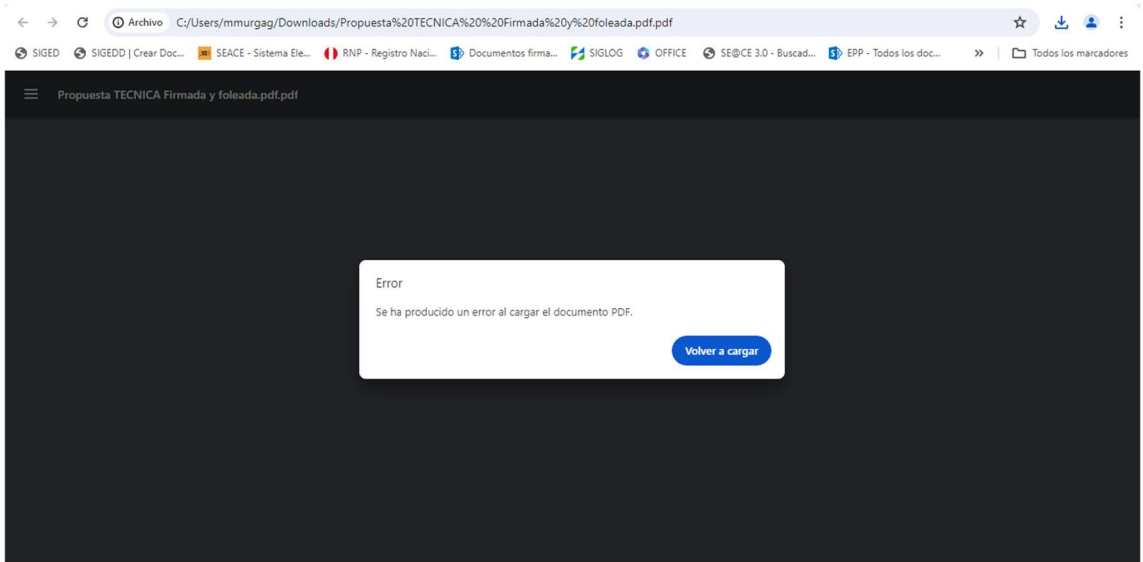 Archivo C:/Users/mmurgag/Downloads/Propuesta%20TECNICA%20%20Firmada%20y%20foleada.pdf.pdf
SIGED SIGEDD | Crear Doc... SEACE - Sistema Ele... RNP - Registro Naci... Documentos firma... SIGLOG OFFICE SE@CE 3.0 - Buscad... EPP - Todos los doc... » Todos los marcadores
Propuesta TECNICA Firmada y foleada.pdf.pdf
Error
Se ha producido un error al cargar el documento PDF.
Volver a cargar